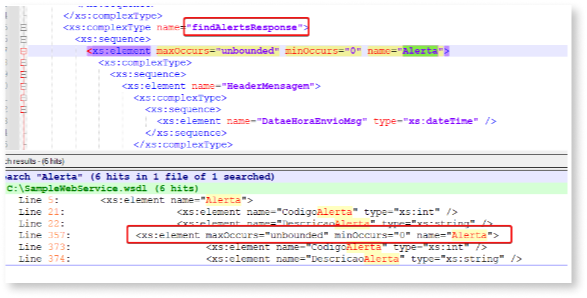 </xs:sequence>
</xs:complexType>
<xs:complexType name="findAlertsResponse">
<xs:sequence>
<xs:element maxOccurs="unbounded" minOccurs="0" name="Alerta">
<xs:complexType>
<xs:sequence>
<xs:element name="HeaderMensagem">
<xs:complexType>
<xs:sequence>
<xs:element name="DataeHoraEnvioMsg" type="xs:dateTime" />
</xs:sequence>
</xs:complexType>
ch results - (6 hits)
earch "Alerta" (6 hits in 1 file of 1 searched)
C:\SampleWebService.wsdl (6 hits)
Line 5: <xs:element name="Alerta">
Line 21: <xs:element name="CodigoAlerta" type="xs:int" />
Line 22: <xs:element name="DescricaoAlerta" type="xs:string" />
Line 357: <xs:element maxOccurs="unbounded" minOccurs="0" name="Alerta">
Line 373: <xs:element name="CodigoAlerta" type="xs:int" />
Line 374: <xs:element name="DescricaoAlerta" type="xs:string" />